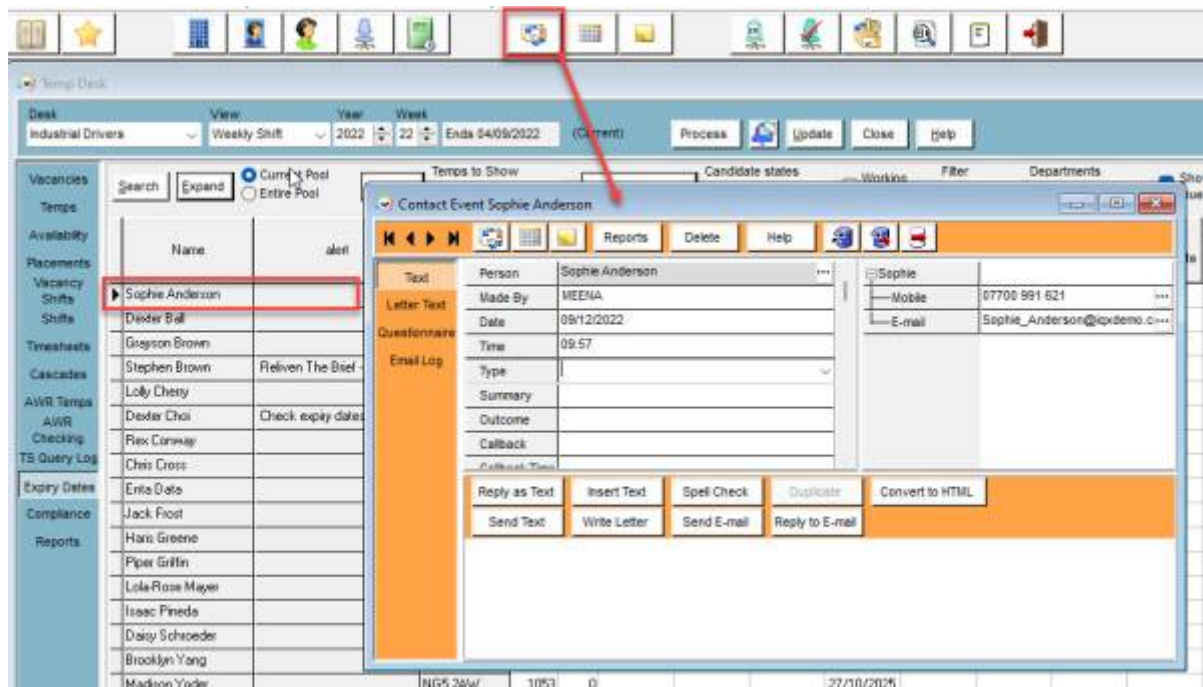 Temp Desk
Desk View Year Week
Industrial Drivers Weekly Shift 2022 22 Ends 04/09/2022 (Current) Process Update Close Help
Vacancies
Temps
Availability
Placements
Vacancy Shifts
Shifts
Timesheets
Cascades
AWR Temps
AWR Checking
TS Query Log
Expiry Dates
Compliance
Reports
Search Expand Current Pool
Entire Pool
Temps to Show
Candidate states
Working
Filter
Departments
Name alert
Sophie Anderson
Dexter Ball
Grayson Brown
Stephen Brown Reliven The Brief -
Lolly Cherry
Dexter Choi Check expiry dates
Rex Conway
Chris Cross
Enta Data
Jack Frost
Haris Greene
Piper Griffin
Lola-Rose Mayer
Isaac Pineda
Daisy Schroeder
Brooklyn Yang
Madison Yoder NG5 2AW 1053 0 27/10/2025
Contact Event Sophie Anderson
Reports Delete Help
Text
Letter Text
Questionnaire
Email Log
Person Sophie Anderson
Made By MEENA
Date 09/12/2022
Time 09:57
Type
Summary
Outcome
Callback
Callback Time
Sophie
Mobile 07700 991 621
E-mail Sophie_Anderson@iqxdemo.c
Reply as Text Insert Text Spell Check Duplicate Convert to HTML
Send Text Write Letter Send E-mail Reply to E-mail